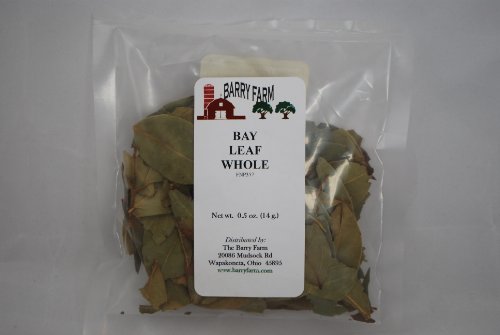 BARRY FARM
BAY
LEAF
WHOLE
Net wt. 0.5 oz. (14 g.)
Distributed by:
The Barry Farm
20086 Mudsock Rd
Wapakoneta, Ohio 45895
www.barryfarm.com